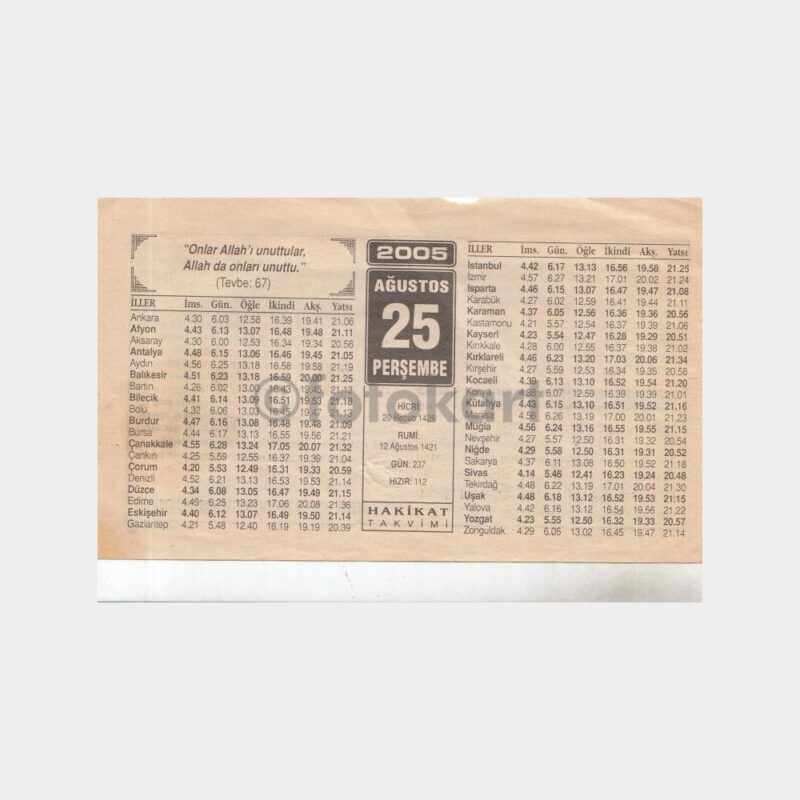 "Onlar Allah'ı unuttular,
Allah da onları unuttu."
(Tevbe: 67)
İLLER İms. Gün. Öğle İkindi Akş. Yatsı
Ankara 4.30 6.03 12.58 16.39 19.41 21.06
Afyon 4.43 6.13 13.07 16.48 19.48 21.11
Aksaray 4.30 6.00 12.53 16.34 19.34 20.56
Antalya 4.48 6.15 13.06 16.46 19.45 21.05
Aydın 4.56 6.25 13.18 16.58 19.58 21.19
Balıkesir 4.51 6.23 13.18 16.59 20.00 21.25
Bartın 4.26 6.02 13.00 16.43 19.45 21.13
Bilecik 4.41 6.14 13.09 16.51 19.53 21.18
Bolu 4.32 6.06 13.03 16.45 19.47 21.13
Burdur 4.47 6.16 13.08 16.48 19.48 21.09
Bursa 4.44 6.17 13.13 16.55 19.56 21.21
Çanakkale 4.55 6.28 13.24 17.05 20.07 21.32
Çankırı 4.25 5.59 12.55 16.37 19.39 21.04
Çorum 4.20 5.53 12.49 16.31 19.33 20.59
Denizli 4.52 6.21 13.13 16.53 19.53 21.14
Düzce 4.34 6.08 13.05 16.47 19.49 21.15
Edirne 4.49 6.25 13.23 17.06 20.08 21.36
Eskişehir 4.40 6.12 13.07 16.49 19.50 21.14
Gaziantep 4.21 5.48 12.40 16.19 19.19 20.39
2005
AĞUSTOS
25
PERŞEMBE
HİCRİ
20 Receb 1426
RUMİ
12 Ağustos 1421
GÜN: 237
HIZIR: 112
HAKİKAT
TAKVİMİ
İLLER İms. Gün. Öğle İkindi Akş. Yatsı
İstanbul 4.42 6.17 13.13 16.56 19.58 21.25
İzmir 4.57 6.27 13.21 17.01 20.02 21.24
Isparta 4.46 6.15 13.07 16.47 19.47 21.08
Karabük 4.27 6.02 12.59 16.41 19.44 21.11
Karaman 4.37 6.05 12.56 16.36 19.36 20.56
Kastamonu 4.21 5.57 12.54 16.37 19.39 21.06
Kayseri 4.23 5.54 12.47 16.28 19.29 20.51
Kırıkkale 4.28 6.00 12.55 16.37 19.38 21.02
Kırklareli 4.46 6.23 13.20 17.03 20.06 21.34
Kırşehir 4.27 5.59 12.53 16.34 19.35 20.58
Kocaeli 4.39 6.13 13.10 16.52 19.54 21.20
Konya 4.38 6.07 12.59 16.39 19.39 21.01
Kütahya 4.43 6.15 13.10 16.51 19.52 21.16
Manisa 4.56 6.26 13.19 17.00 20.01 21.23
Muğla 4.56 6.24 13.16 16.55 19.55 21.15
Nevşehir 4.27 5.57 12.50 16.31 19.32 20.54
Niğde 4.29 5.58 12.50 16.31 19.31 20.52
Sakarya 4.37 6.11 13.08 16.50 19.52 21.18
Sivas 4.14 5.46 12.41 16.23 19.24 20.48
Tekirdağ 4.48 6.22 13.19 17.01 20.04 21.30
Uşak 4.48 6.18 13.12 16.52 19.53 21.15
Yalova 4.42 6.16 13.12 16.54 19.56 21.22
Yozgat 4.23 5.55 12.50 16.32 19.33 20.57
Zonguldak 4.29 6.05 13.02 16.45 19.47 21.14
©fotokart